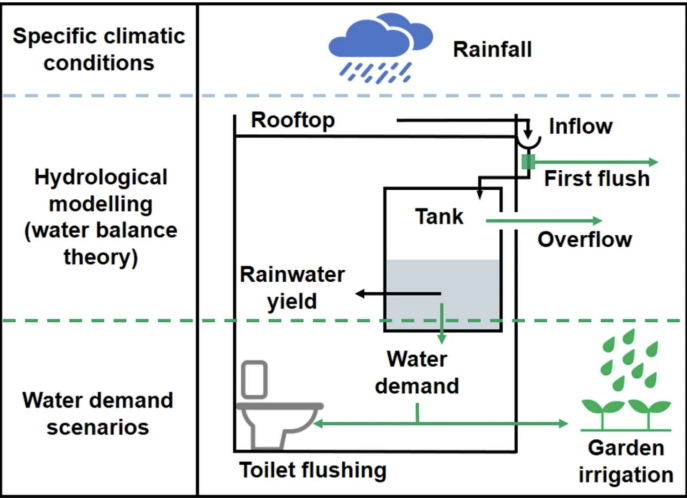 Specific climatic
conditions
Rainfall
Hydrological
modelling
(water balance
theory)
Rooftop
Inflow
First flush
Tank
Overflow
Rainwater
yield
Water demand
scenarios
Water
demand
Toilet flushing
Garden
irrigation